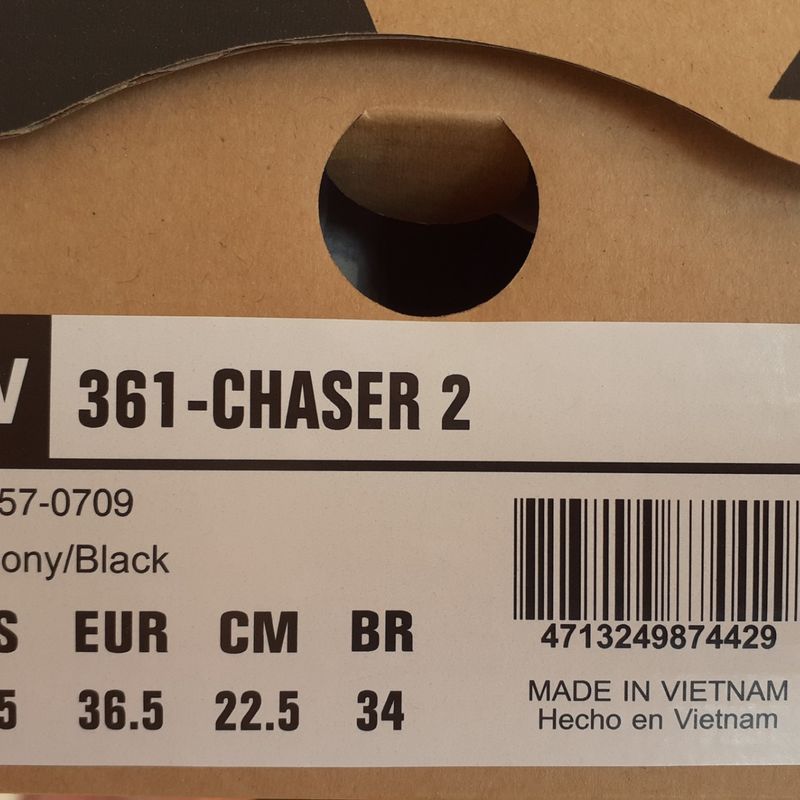 W 361-CHASER 2
57-0709
ony/Black
S EUR CM BR
5 36.5 22.5 34
4713249874429
MADE IN VIETNAM
Hecho en Vietnam